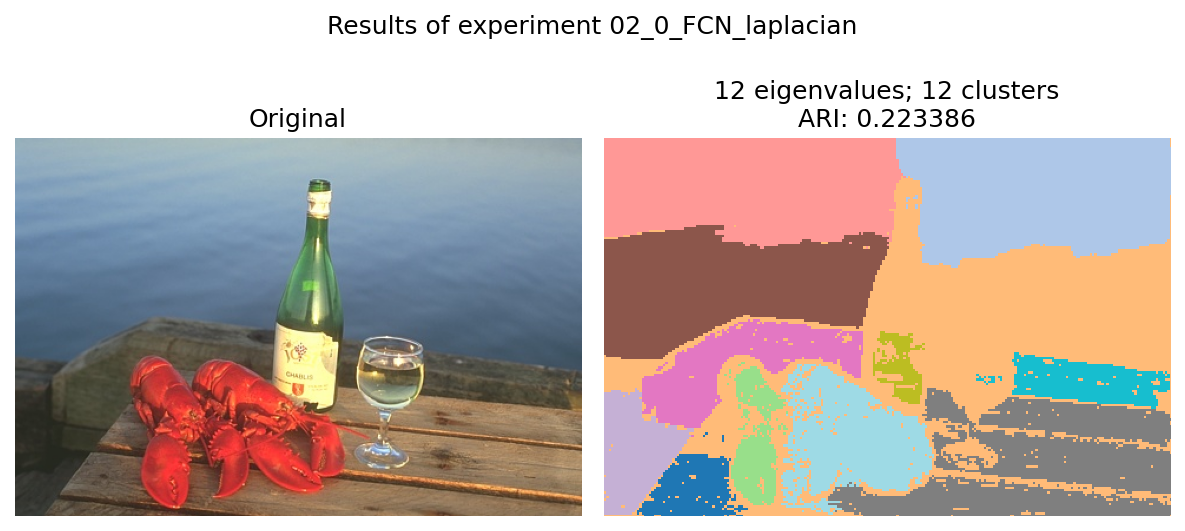 Results of experiment 02_0_FCN_laplacian
Original
12 eigenvalues; 12 clusters
ARI: 0.223386
CHABLIS